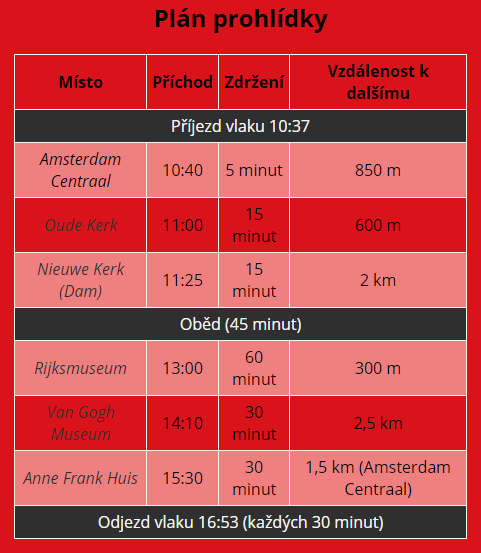 Plán prohlídky
Místo Příchod Zdržení Vzdálenost k
dalšímu
Příjezd vlaku 10:37
Amsterdam
Centraal 10:40 5 minut 850 m
Oude Kerk 11:00 15
minut 600 m
Nieuwe Kerk
(Dam) 11:25 15
minut 2 km
Oběd (45 minut)
Rijksmuseum 13:00 60
minut 300 m
Van Gogh
Museum 14:10 30
minut 2,5 km
Anne Frank Huis 15:30 30
minut 1,5 km (Amsterdam
Centraal)
Odjezd vlaku 16:53 (každých 30 minut)